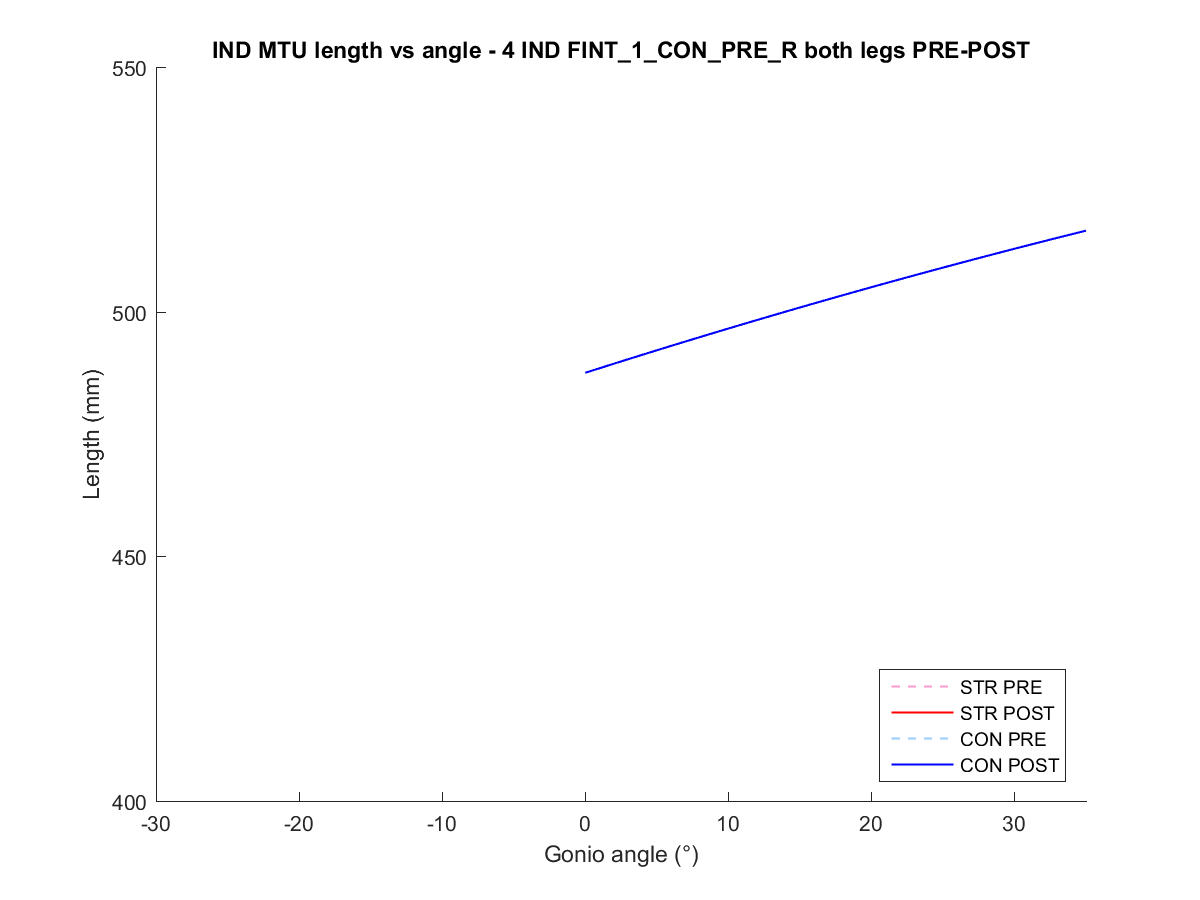 IND MTU length vs angle - 4 IND FINT_1_CON_PRE_R both legs PRE-POST
550
500
450
400
Length (mm)
-30 -20 -10 0 10 20 30
Gonio angle (°)
STR PRE
STR POST
CON PRE
CON POST